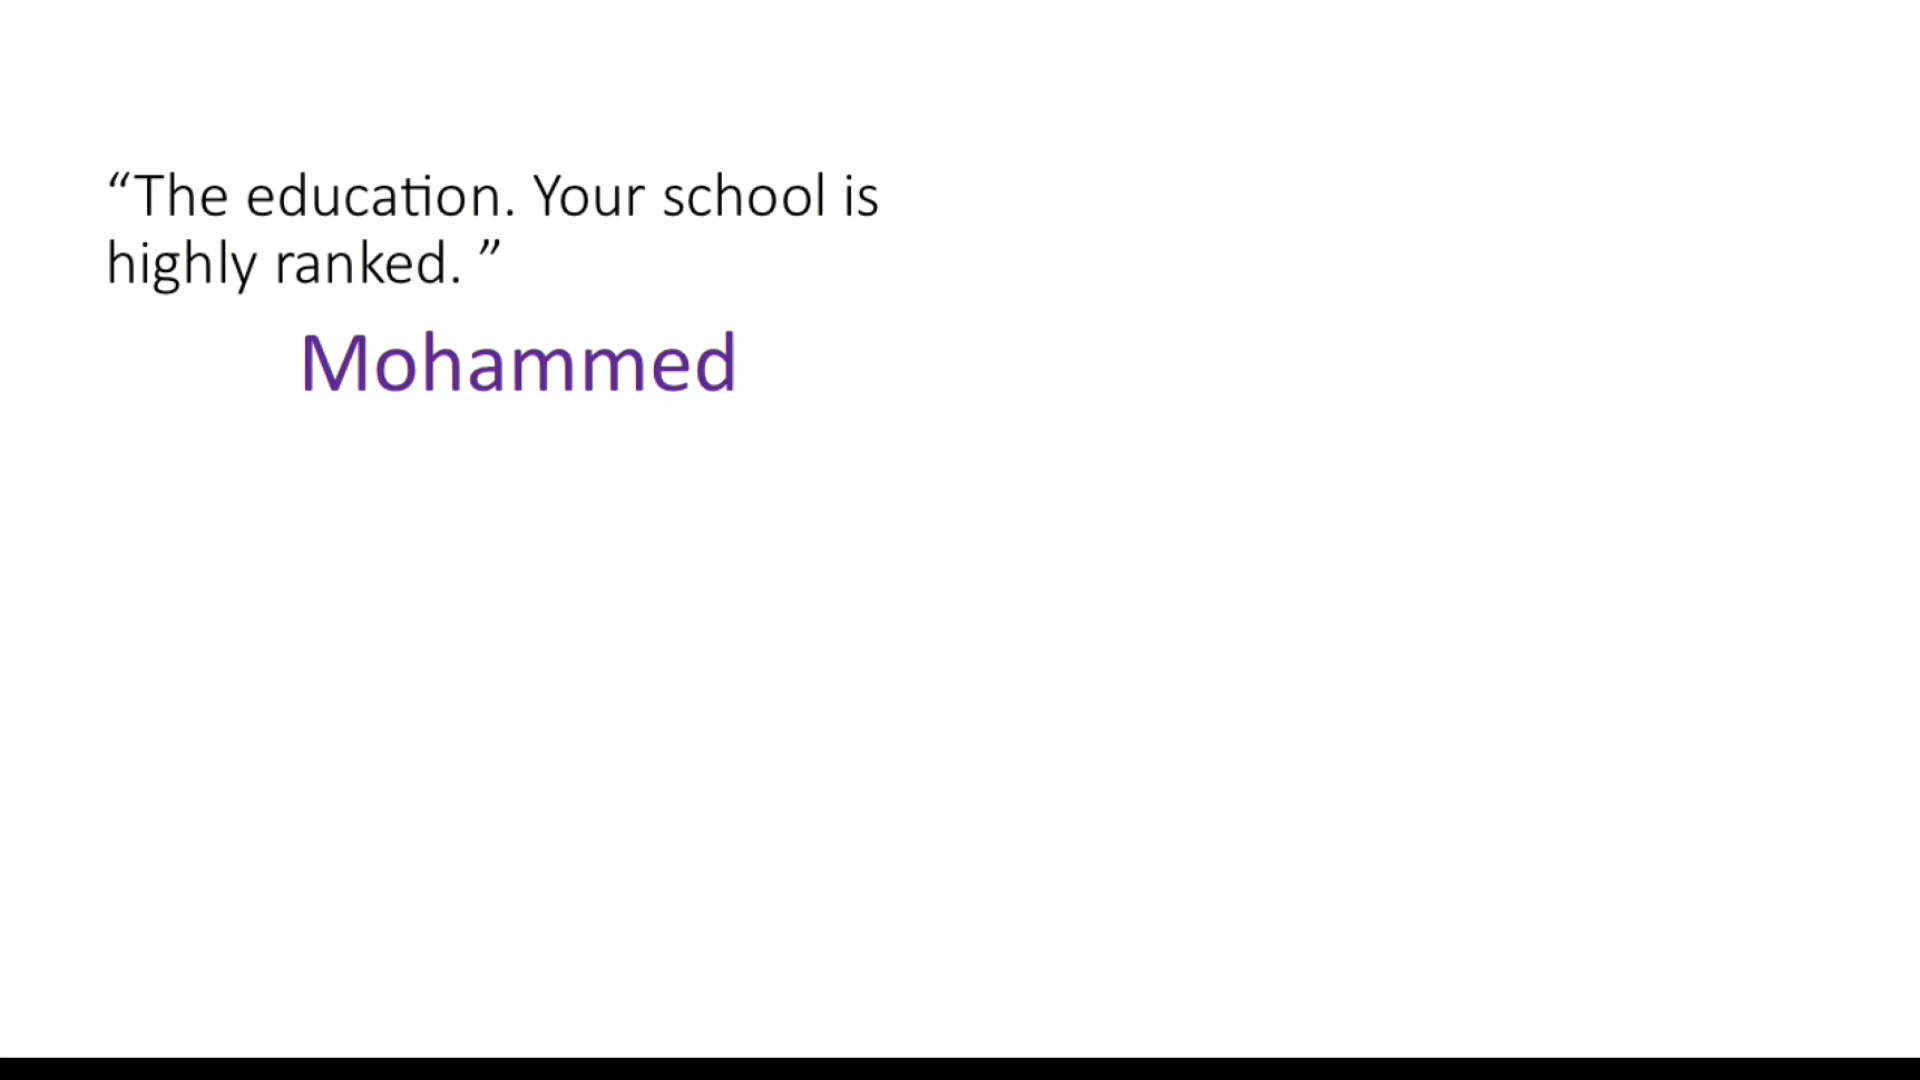 “The education. Your school is
highly ranked. ”
Mohammed